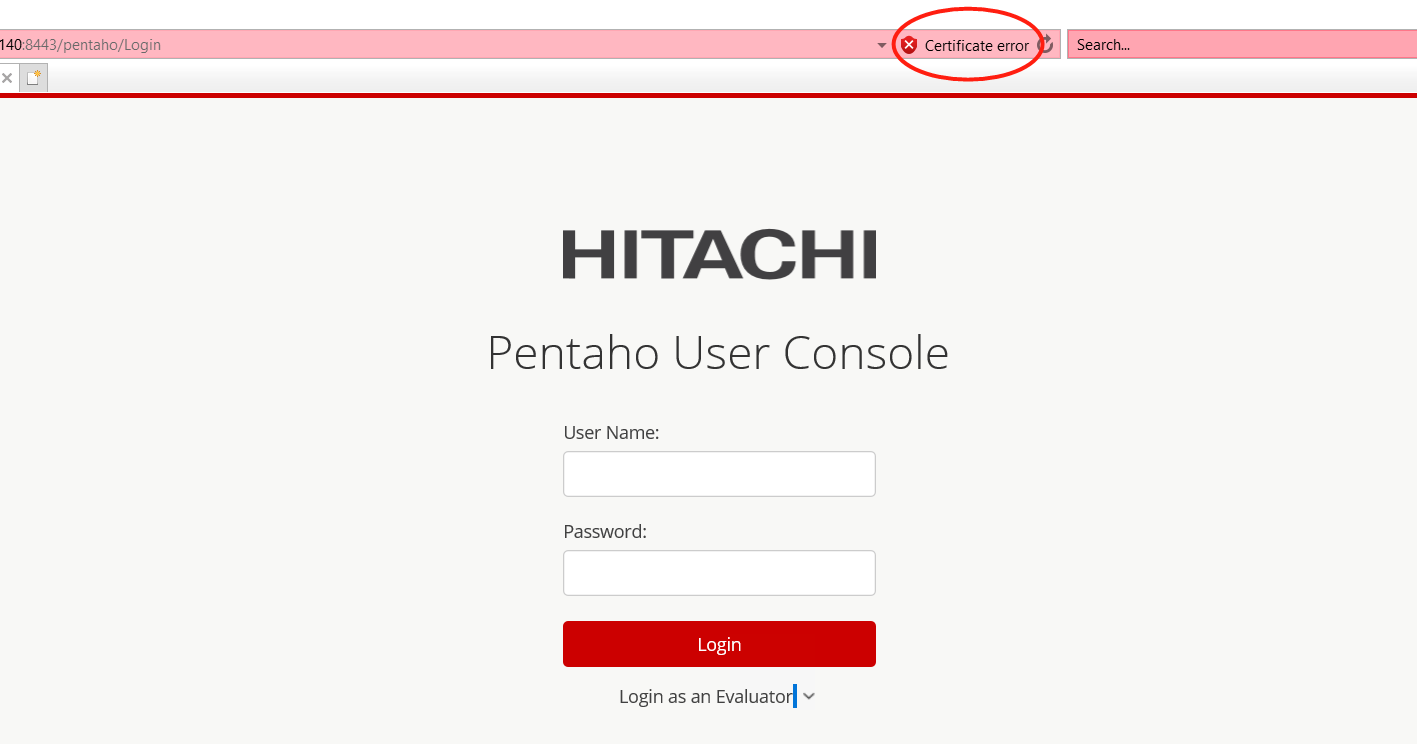 140:8443/pentaho/Login
Certificate error
Search...
HITACHI
Pentaho User Console
User Name:
Password:
Login
Login as an Evaluator